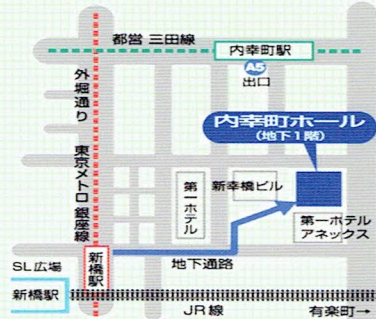 都営 三田線
内幸町駅
A5
出口
外堀通り
東京メトロ 銀座線
内幸町ホール
(地下1階)
第一ホテル
新幸橋ビル
第一ホテル
アネックス
新橋駅
地下通路
SL広場
新橋駅
JR線
有楽町→